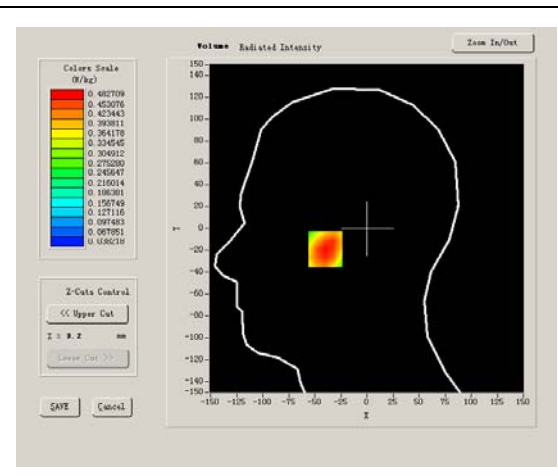 Volume Radiated Intensity
Zoom In/Out
Colors Scale
(W/kg)
0.482709
0.453076
0.423443
0.393811
0.364178
0.334545
0.304912
0.275280
0.245647
0.216014
0.186381
0.156749
0.127116
0.097483
0.067851
0.038218
150
140
120
100
80
60
40
20
0
-20
-40
-60
-80
-100
-120
-140
-150
Y
-150 -125 -100 -75 -50 -25 0 25 50 75 100 125 150
X
Z-Cuts Control
<< Upper Cut
mm
Lower Cut >>
SAVE Cancel